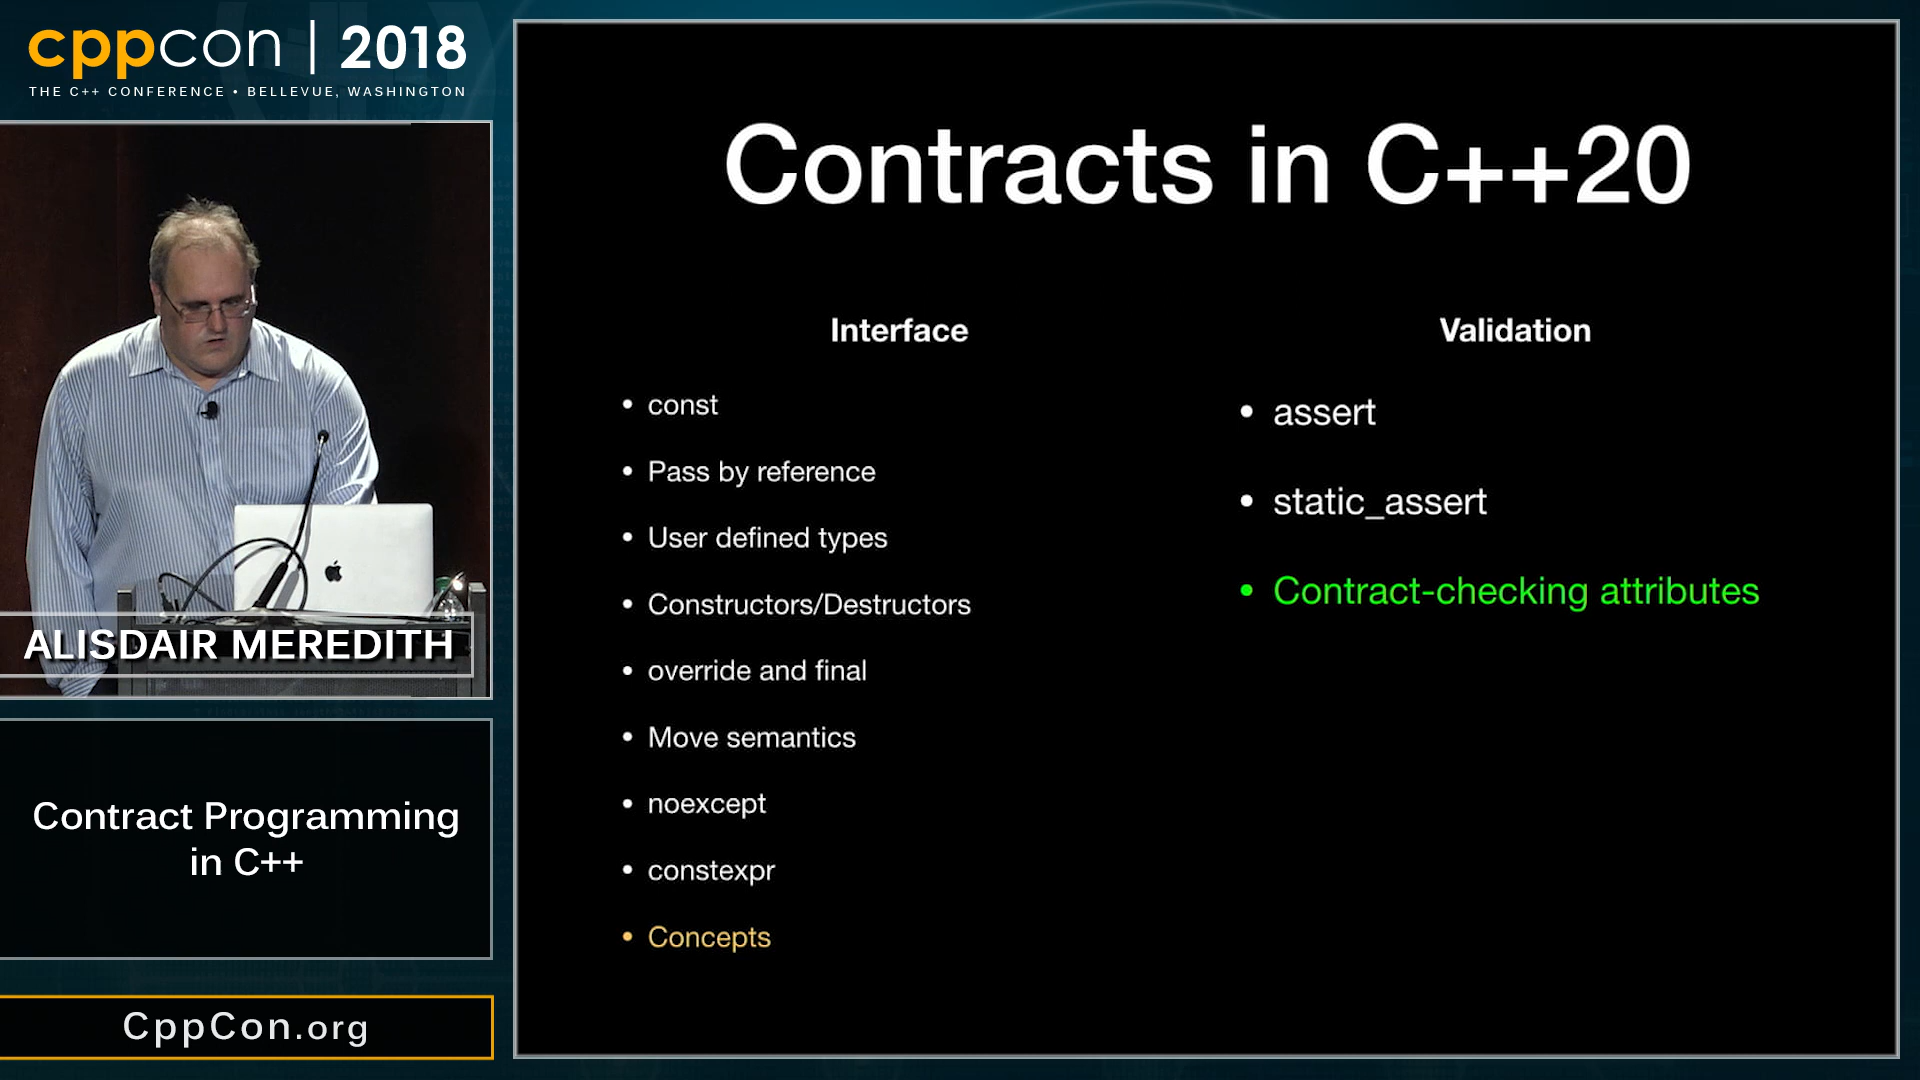 cppcon | 2018
THE C++ CONFERENCE • BELLEVUE, WASHINGTON
ALISDAIR MEREDITH
Contract Programming
in C++
CppCon.org
Contracts in C++20
Interface
• const
• Pass by reference
• User defined types
• Constructors/Destructors
• override and final
• Move semantics
• noexcept
• constexpr
• Concepts
Validation
• assert
• static_assert
• Contract-checking attributes